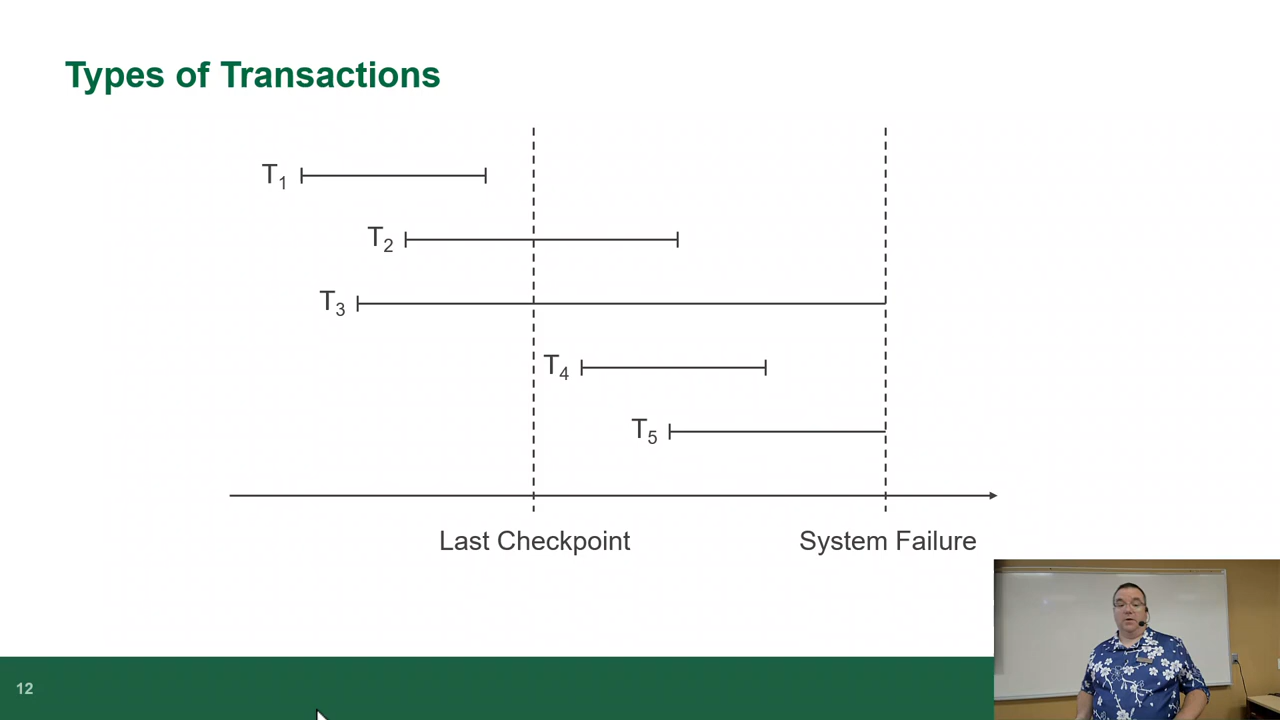 Types of Transactions
T₁
T₂
T₃
T₄
T₅
Last Checkpoint
System Failure
12